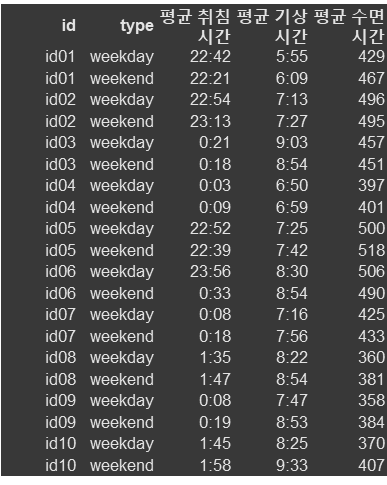 id type 평균 취침 시간 평균 기상 시간 평균 수면 시간
id01 weekday 22:42 5:55 429
id01 weekend 22:21 6:09 467
id02 weekday 22:54 7:13 496
id02 weekend 23:13 7:27 495
id03 weekday 0:21 9:03 457
id03 weekend 0:18 8:54 451
id04 weekday 0:03 6:50 397
id04 weekend 0:09 6:59 401
id05 weekday 22:52 7:25 500
id05 weekend 22:39 7:42 518
id06 weekday 23:56 8:30 506
id06 weekend 0:33 8:54 490
id07 weekday 0:08 7:16 425
id07 weekend 0:18 7:56 433
id08 weekday 1:35 8:22 360
id08 weekend 1:47 8:54 381
id09 weekday 0:08 7:47 358
id09 weekend 0:19 8:53 384
id10 weekday 1:45 8:25 370
id10 weekend 1:58 9:33 407